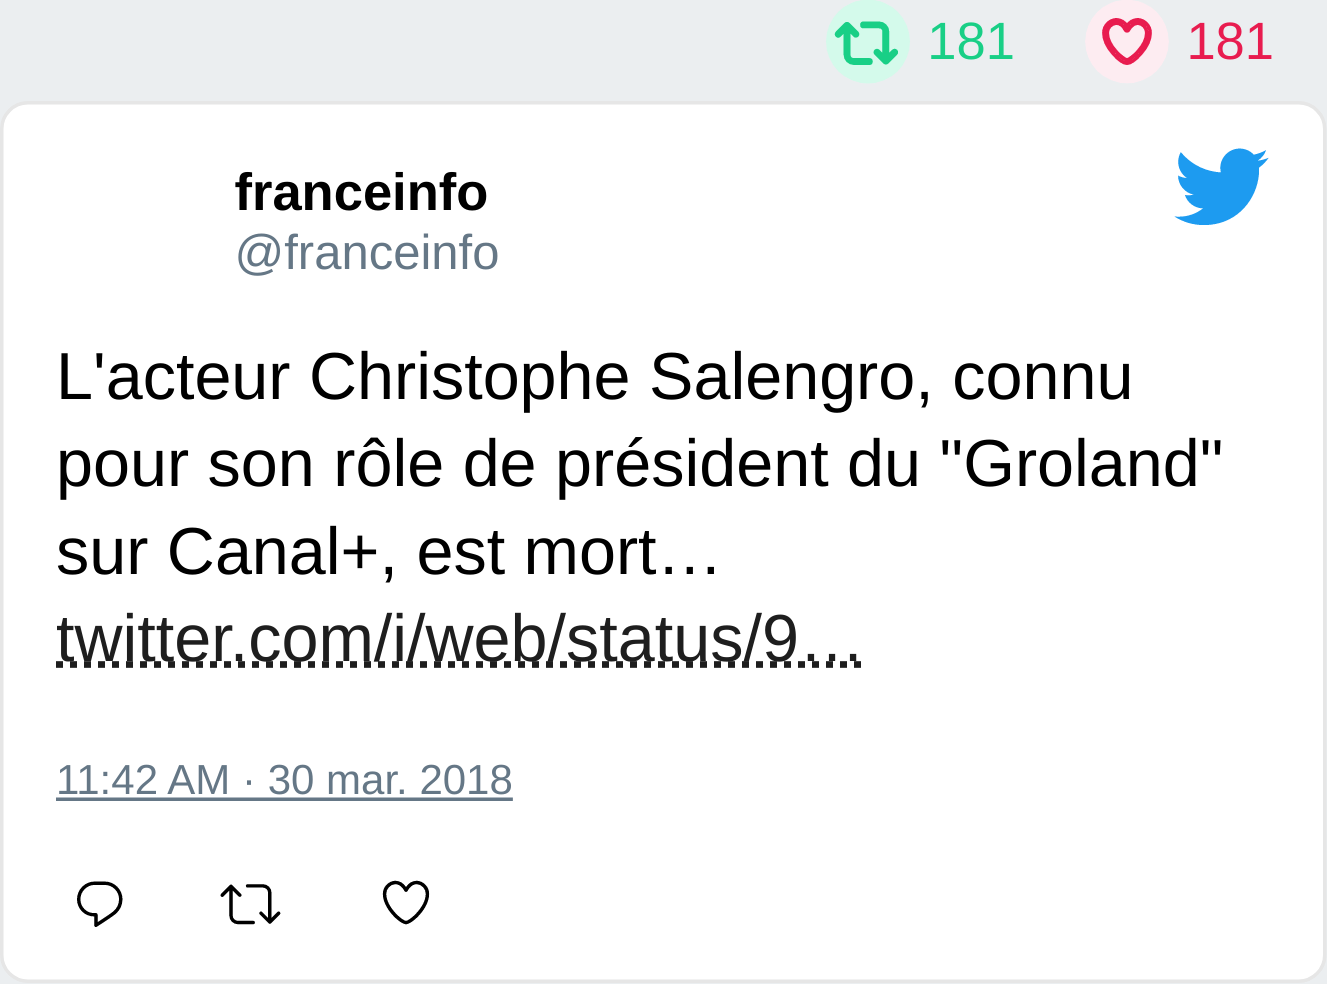 181 181
franceinfo
@franceinfo
L'acteur Christophe Salengro, connu
pour son rôle de président du "Groland"
sur Canal+, est mort…
twitter.com/i/web/status/9…
11:42 AM · 30 mar. 2018